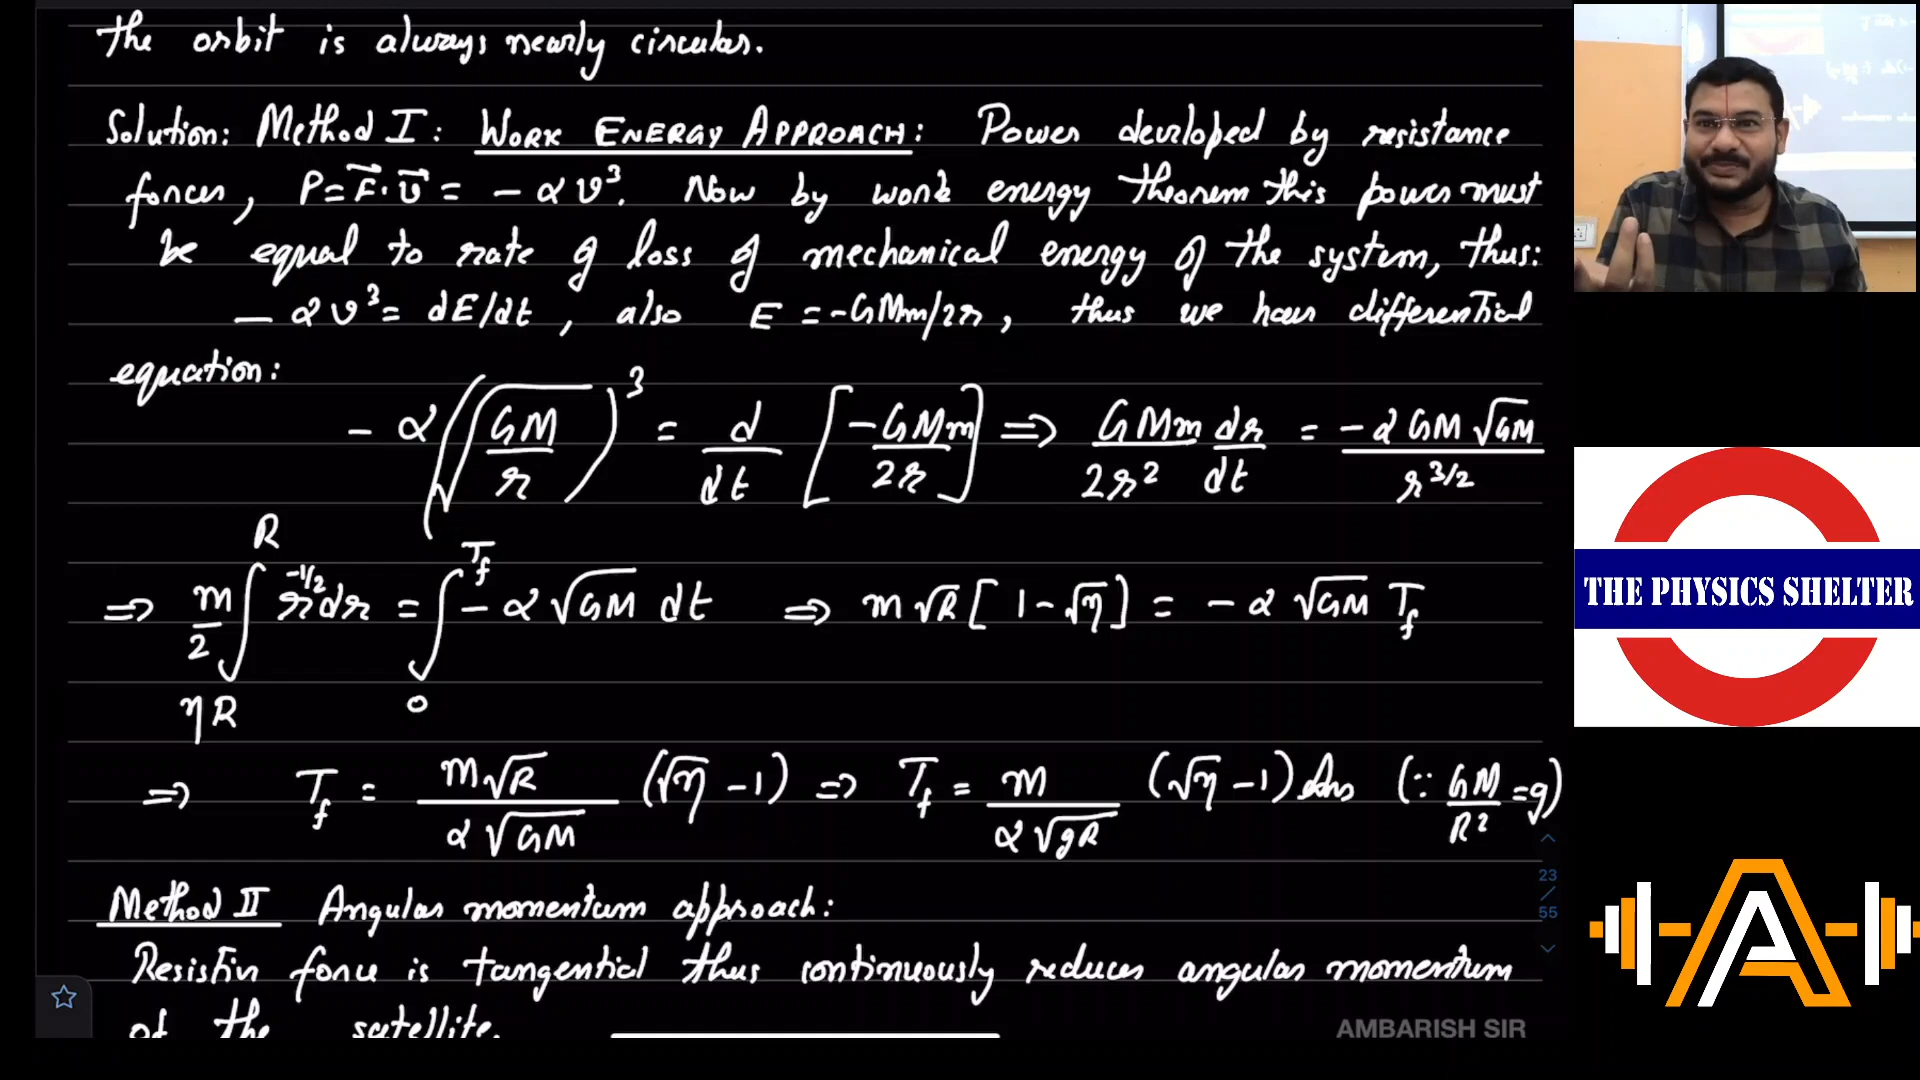 the orbit is always nearly circular.
Solution: Method I: WORK ENERGY APPROACH: Power developed by resistance
forces, P = F⃗·v⃗ = - αv³. Now by work energy theorem this power must
be equal to rate of loss of mechanical energy of the system, thus:
- αv³ = dE/dt, also E = -GMm/2r, thus we have differential
equation:
- α(√(GM/r))³ = d/dt [-GMm/2r] ⇒ GMm/2r² dr/dt = -α GM √GM / r^3/2
⇒ m/2 ∫_{ηR}^{R} r^-1/2 dr = ∫_{0}^{T_f} - α √GM dt ⇒ m√R [1-√η] = - α √GM T_f
⇒ T_f = m√R / α√GM (√η - 1) ⇒ T_f = m / α√gR (√η - 1) Ans (∵ GM/R² = g)
Method II Angular momentum approach:
Resistin force is tangential thus continuously reduces angular momentum
of the satellite.
23
/
55
THE PHYSICS SHELTER
A
AMBARISH SIR